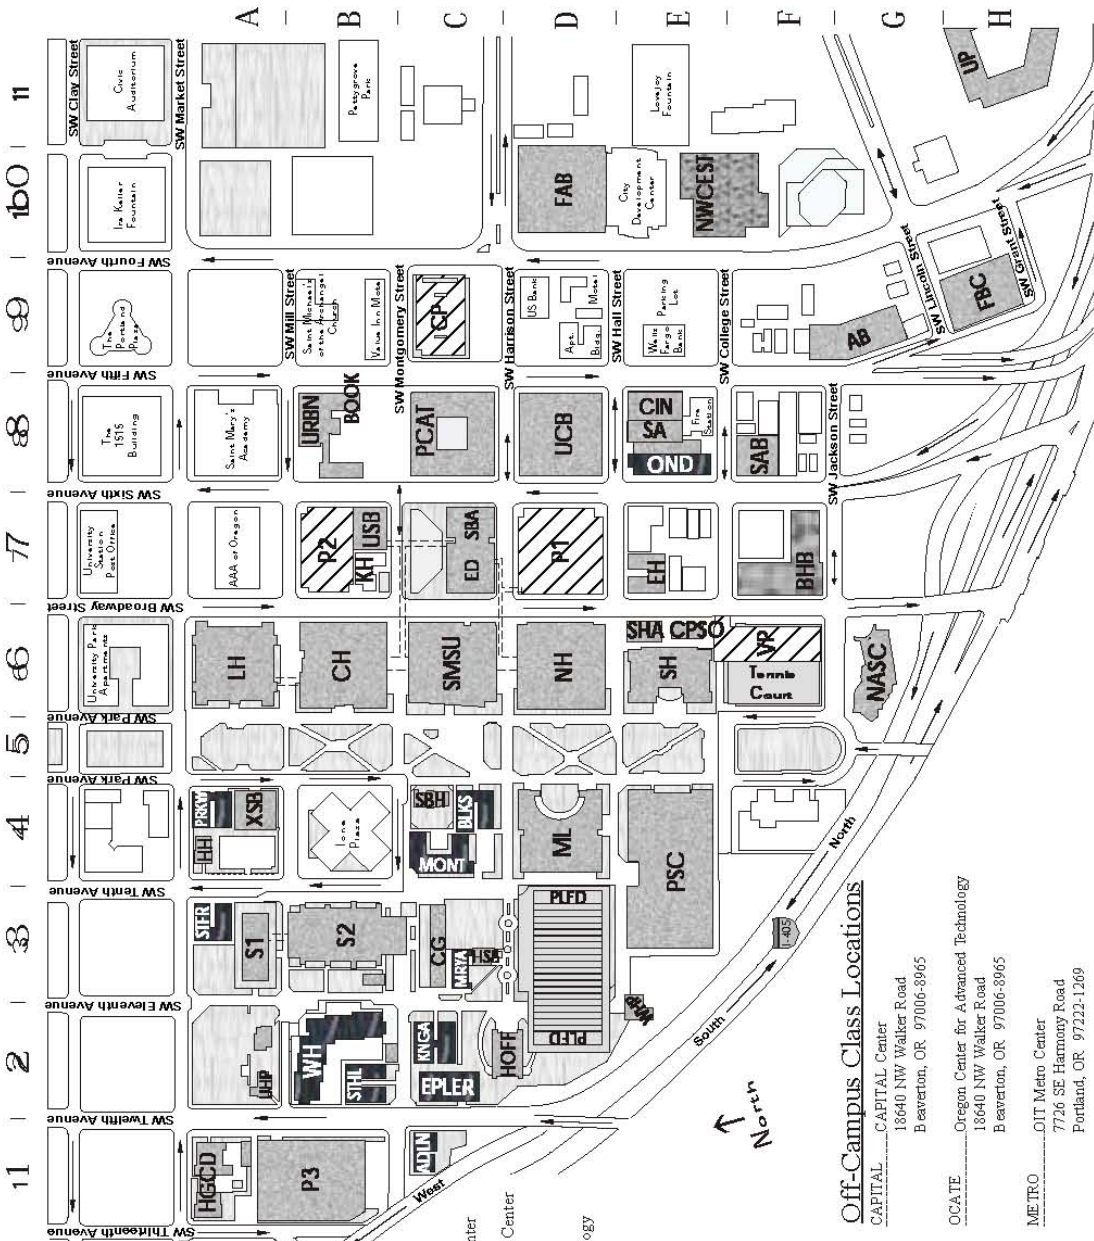 A
B
C
D
E
F
G
H
11
10
9
8
7
6
5
4
3
2
1
SW Clay Street
SW Market Street
SW Mill Street
SW Montgomery Street
SW Harrison Street
SW Hall Street
SW College Street
SW Jackson Street
SW Lincoln Street
SW Grant Street
SW Fourth Avenue
SW Fifth Avenue
SW Sixth Avenue
SW Broadway Street
SW Park Avenue
SW Park Avenue
SW Tenth Avenue
SW Eleventh Avenue
SW Twelfth Avenue
SW Thirteenth Avenue
Civic
Auditorium
Pettygrove
Park
Lovejoy
Fountain
UP
Ira Keller
Fountain
FAB
City
Development
Center
NWCEST
The
Portland
Plaza
Saint Michael's
of the Archangel
Church
Value Inn Motel
CP
US Bank
Apt.
Bldg.
Motel
Wells
Fargo
Bank
Parking
Lot
AB
FBC
The
1515
Building
Saint Mary's
Academy
URBN
BOOK
PCAT
UCB
CIN
SA
OND
Fire
Station
SAB
University
Station
Post Office
AAA of Oregon
P2
USB
KH
SBA
ED
P1
EH
BHB
University Park
Apartments
LH
CH
SMSU
NH
SHA CPSO
SH
VP
Tennis
Court
NASC
PRKW
XSB
HH
Ione
Plaza
SBH
BLKS
MONT
ML
PSC
STFR
S1
S2
CG
MRYA
PLFD
PLFD
I-405
North
South
West
WH
STHL
KNGA
EPLER
HOFF
HGCD
P3
ADLN
North
nter
Center
ogy
Off-Campus Class Locations
CAPITAL CAPITAL Center
18640 NW Walker Road
Beaverton, OR 97006-8965
OCATE Oregon Center for Advanced Technology
18640 NW Walker Road
Beaverton, OR 97006-8965
METRO OIT Metro Center
7726 SE Harmony Road
Portland, OR 97222-1269